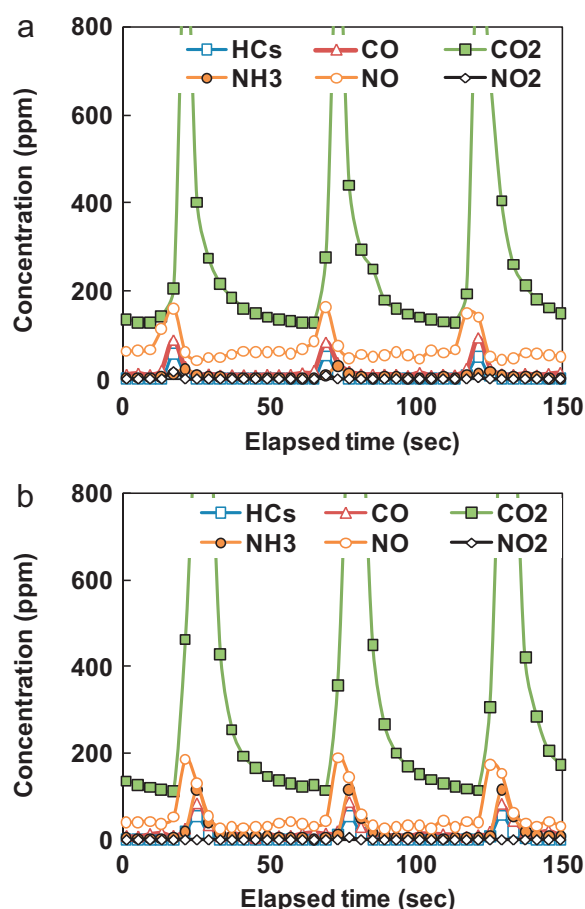 a
800
600
400
200
0
Concentration (ppm)
HCs CO CO2
NH3 NO NO2
0 50 100 150
Elapsed time (sec)
b
800
600
400
200
0
Concentration (ppm)
HCs CO CO2
NH3 NO NO2
0 50 100 150
Elapsed time (sec)